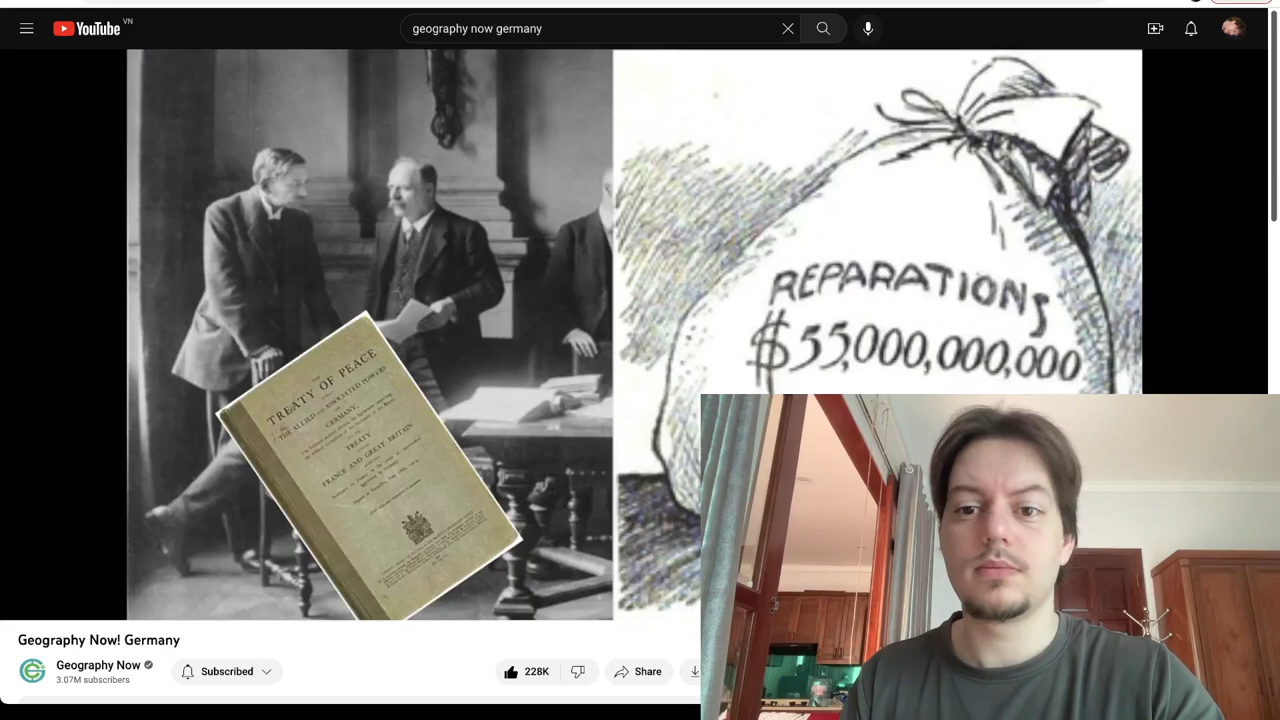 VN
YouTube
geography now germany
TREATY OF PEACE
THE ALLIED AND ASSOCIATED POWERS
GERMANY,
TREATY
FRANCE AND GREAT BRITAIN
REPARATIONS
$55,000,000,000
Geography Now! Germany
Geography Now
3.07M subscribers
Subscribed
228K
Share